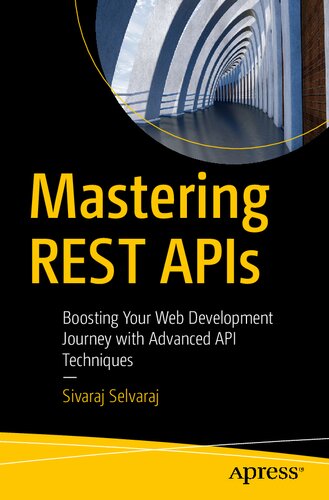 Mastering
REST APIs
Boosting Your Web Development
Journey with Advanced API
Techniques
—
Sivaraj Selvaraj
Apress®